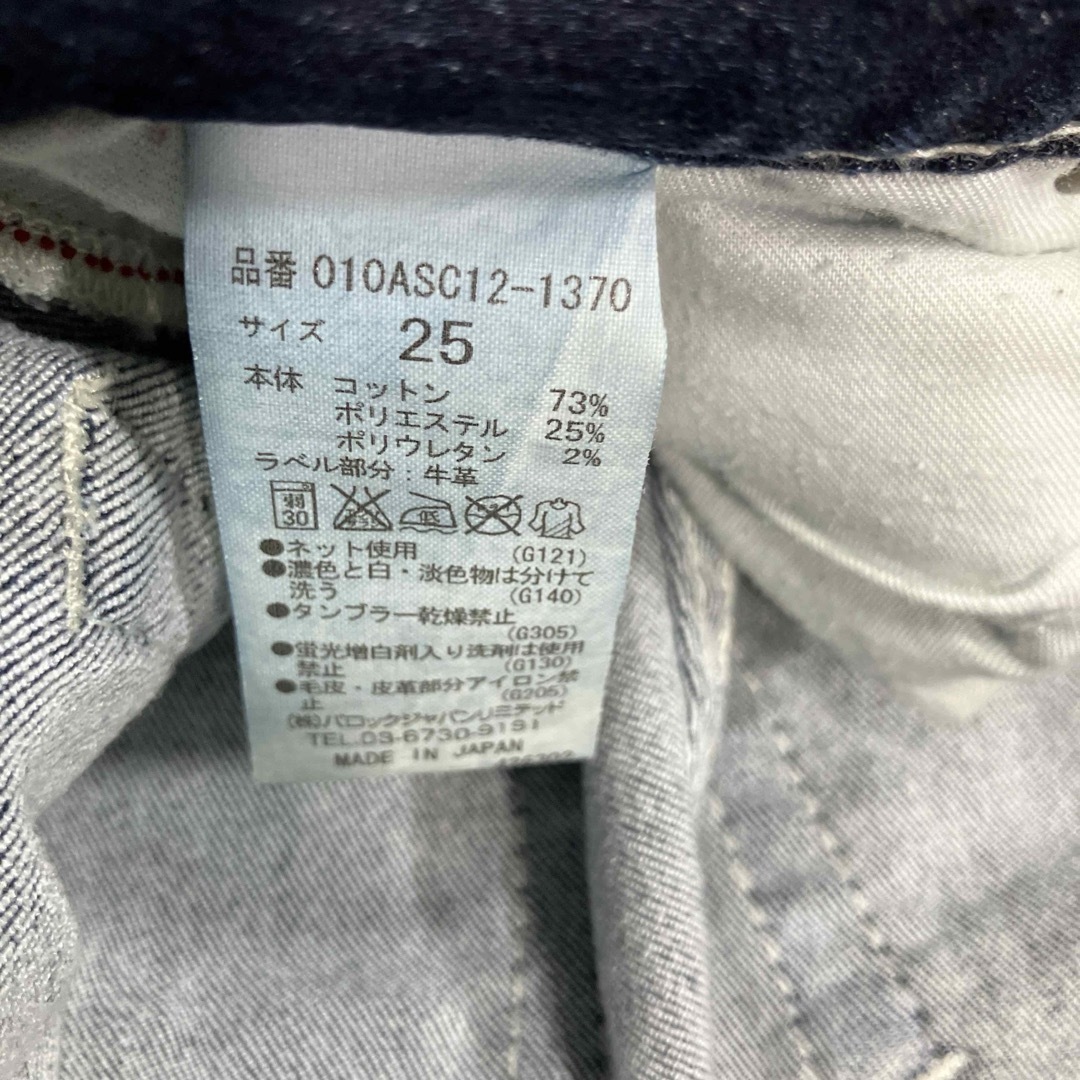 品番 010ASC12-1370
サイズ 25
本体 コットン 73%
ポリエステル 25%
ポリウレタン 2%
ラベル部分:牛革
弱 30 低
●ネット使用 (G121)
●濃色と白・淡色物は分けて
洗う (G140)
●タンブラー乾燥禁止
(G305)
●蛍光増白剤入り洗剤は使用
禁止 (G130)
●毛皮・皮革部分アイロン禁
止 (G205)
(株)バロックジャパンリミテッド
TEL.03-6730-9191
MADE IN JAPAN